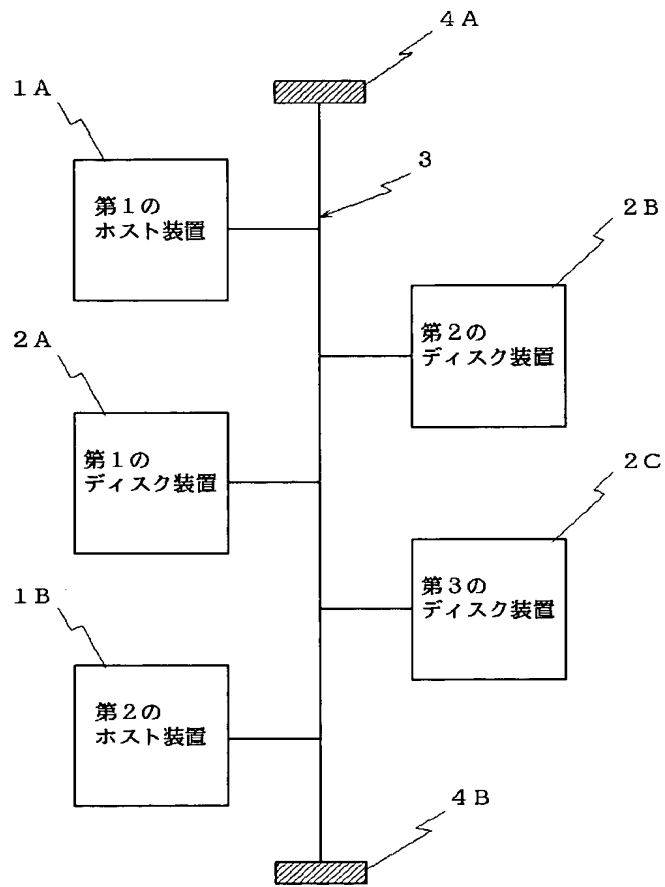 ４Ａ
１Ａ
３
第１の
ホスト装置
２Ｂ
第２の
ディスク装置
２Ａ
第１の
ディスク装置
２Ｃ
第３の
ディスク装置
１Ｂ
第２の
ホスト装置
４Ｂ